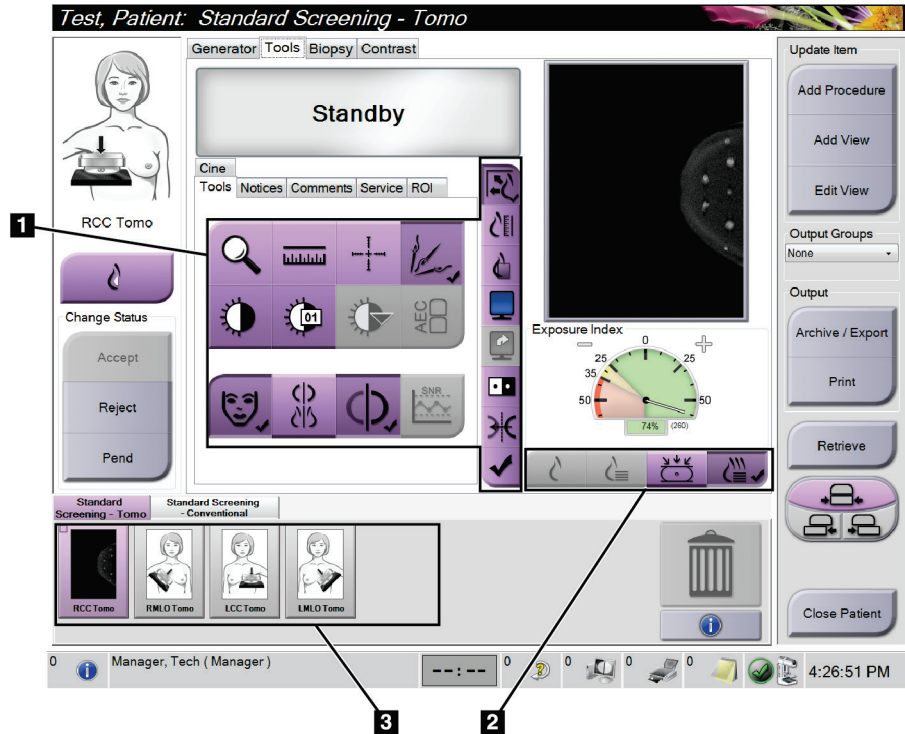 Test, Patient: Standard Screening - Tomo
Generator Tools Biopsy Contrast
Update Item
Add Procedure
Add View
Edit View
Standby
Cine
Tools Notices Comments Service ROI
RCC Tomo
1
01
AEC
SNR
Change Status
Accept
Reject
Pend
Exposure Index
0
25 25
35
50 50
74% (260)
Output Groups
None
Output
Archive / Export
Print
Retrieve
Standard
Screening - Tomo
Standard Screening
- Conventional
RCC Tomo RMLO Tomo LCC Tomo LMLO Tomo
Close Patient
0 Manager, Tech ( Manager ) --:-- 0 0 0 0 4:26:51 PM
3 2